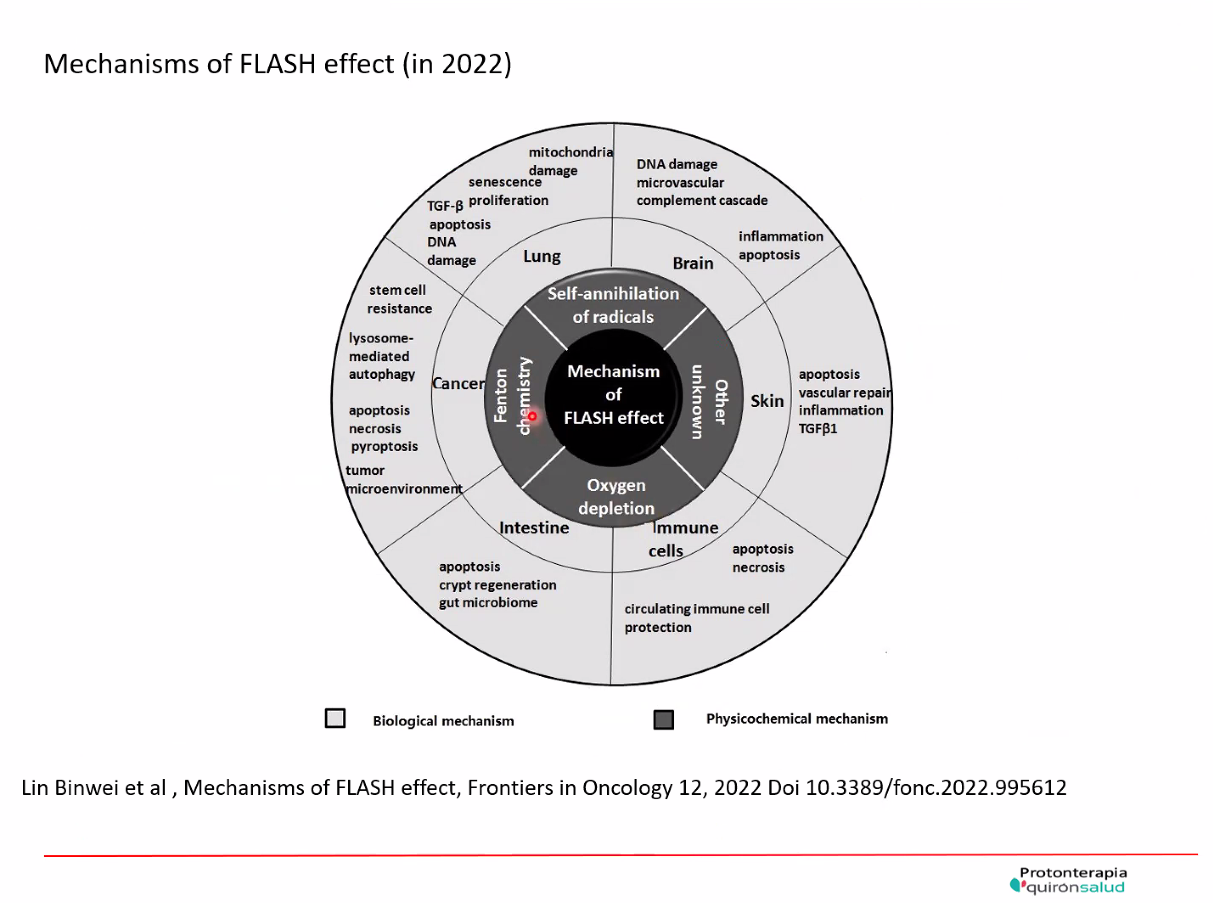 Mechanisms of FLASH effect (in 2022)
mitochondria
damage
senescence
proliferation
TGF-β
apoptosis
DNA
damage
Lung
DNA damage
microvascular
complement cascade
inflammation
apoptosis
Brain
stem cell
resistance
lysosome-
mediated
autophagy
apoptosis
necrosis
pyroptosis
tumor
microenvironment
Cancer
Self-annihilation
of radicals
Fenton
chemistry
Mechanism
of
FLASH effect
Other
unknown
Oxygen
depletion
Skin
apoptosis
vascular repair
inflammation
TGFβ1
Intestine
apoptosis
crypt regeneration
gut microbiome
Immune
cells
apoptosis
necrosis
circulating immune cell
protection
Biological mechanism
Physicochemical mechanism
Lin Binwei et al , Mechanisms of FLASH effect, Frontiers in Oncology 12, 2022 Doi 10.3389/fonc.2022.995612
Protonterapia
quirónsalud